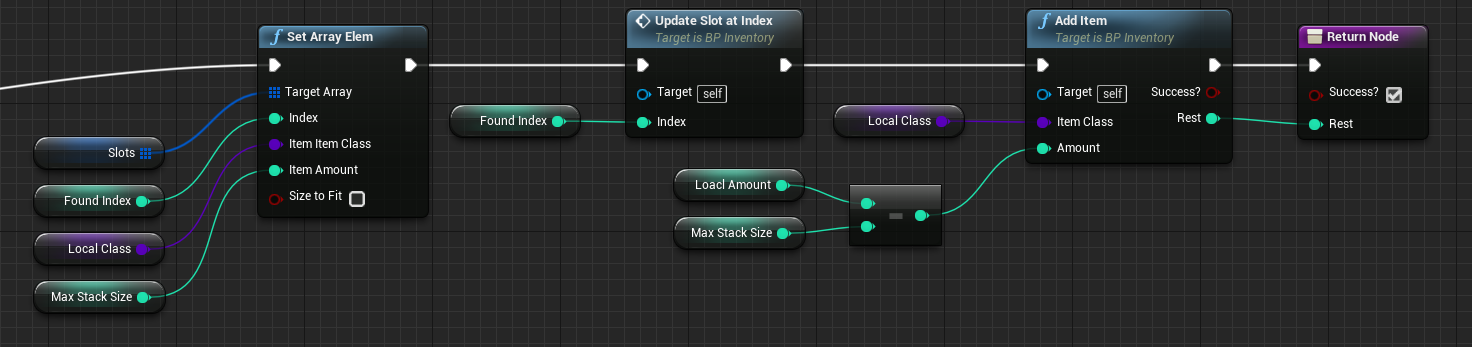 Set Array Elem
Target Array
Index
Item Item Class
Item Amount
Size to Fit
Slots
Found Index
Local Class
Max Stack Size
Update Slot at Index
Target is BP Inventory
Target self
Index
Found Index
Add Item
Target is BP Inventory
Target self
Success?
Item Class
Rest
Amount
Local Class
Loacl Amount
Max Stack Size
Return Node
Success?
Rest